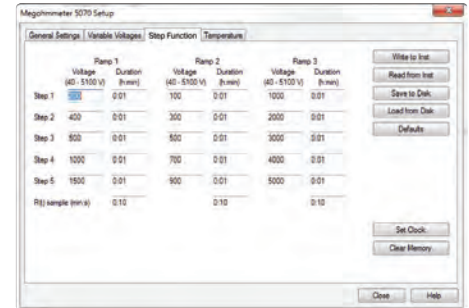 Megohmmeter 5070 Setup
General Settings Variable Voltages Step Function Temperature
Ramp 1 Ramp 2 Ramp 3
Voltage Duration Voltage Duration Voltage Duration
(40 - 5100 V) (h:min) (40 - 5100 V) (h:min) (40 - 5100 V) (h:min)
Step 1 0:01 100 0:01 1000 0:01
Step 2 400 0:01 300 0:01 2000 0:01
Step 3 0:01 500 0:01 3000 0:01
Step 4 1000 0:01 700 0:01 4000 0:01
Step 5 1500 0:01 900 0:01 5000 0:01
R(t) sample (min:s) 0:10 0:10 0:10
Write to Inst
Read from Inst
Save to Disk
Load from Disk
Defaults
Set Clock
Clear Memory
Close Help